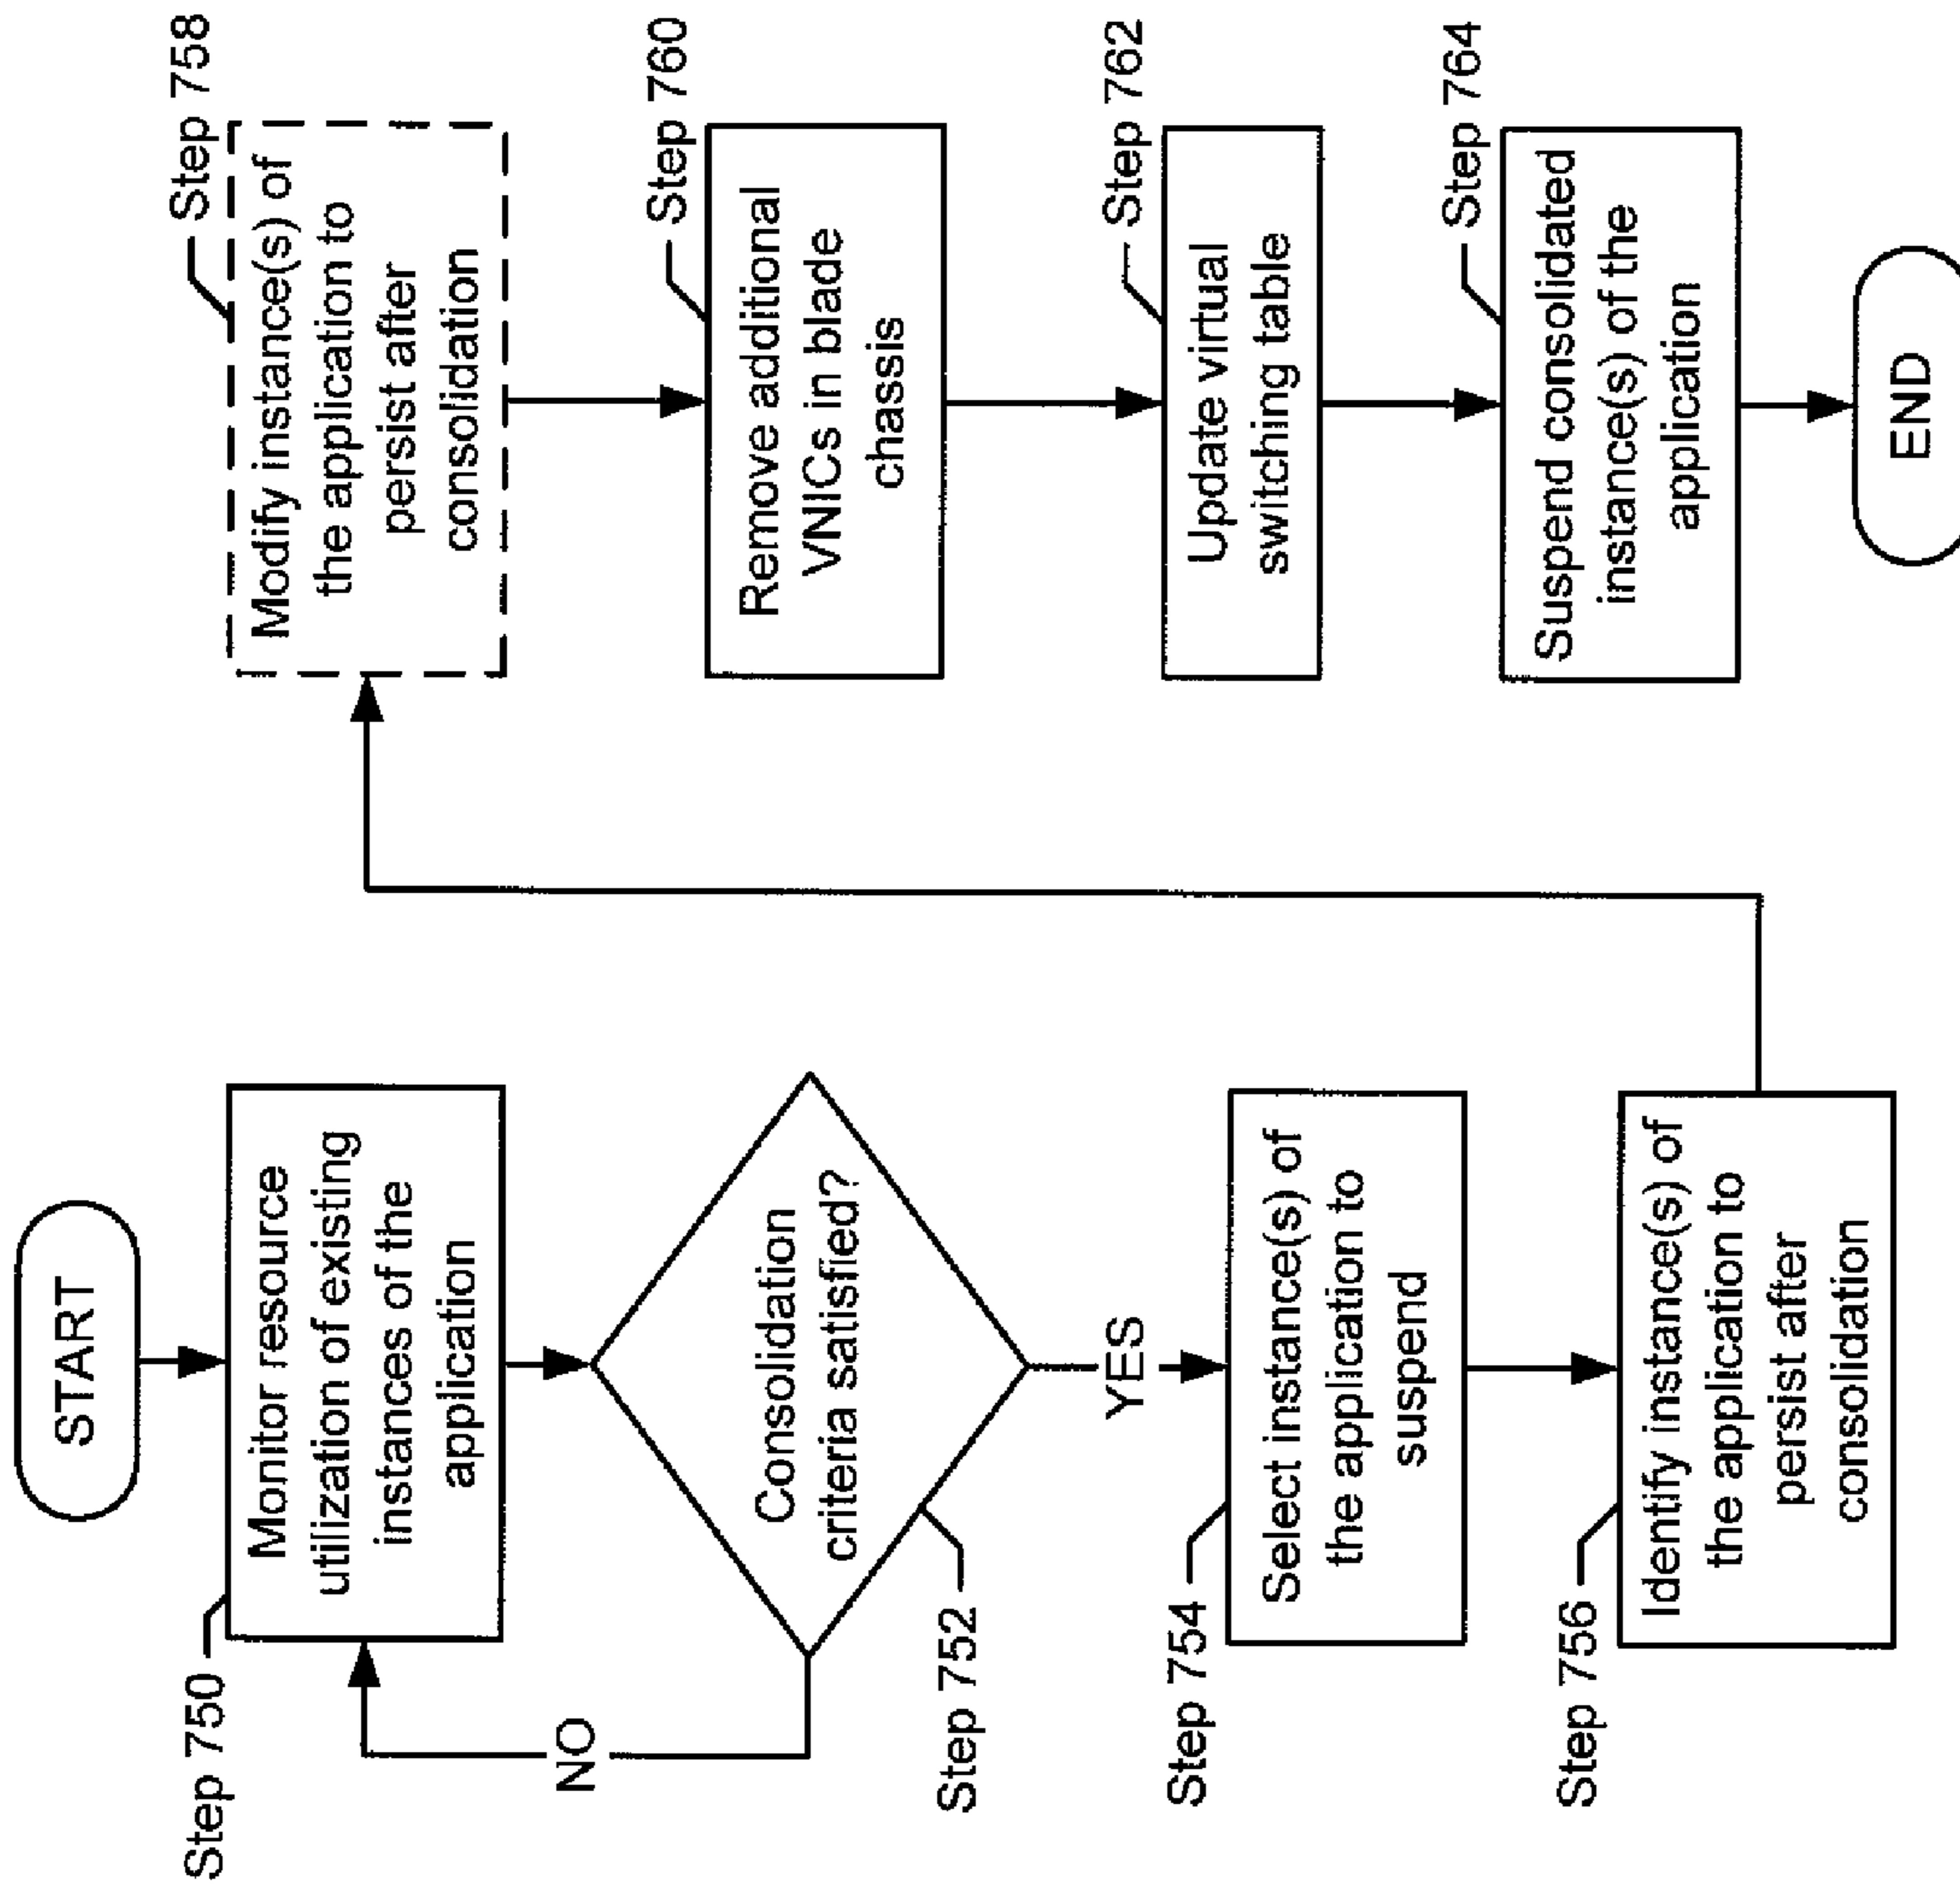 START
Step 750
Monitor resource
utilization of existing
instances of the
application
NO
Consolidation
criteria satisfied?
Step 752
YES
Step 754
Select instance(s) of
the application to
suspend
Step 756
Identify instance(s) of
the application to
persist after
consolidation
Step 758
Modify instance(s) of
the application to
persist after
consolidation
Step 760
Remove additional
VNICs in blade
chassis
Step 762
Update virtual
switching table
Step 764
Suspend consolidated
instance(s) of the
application
END